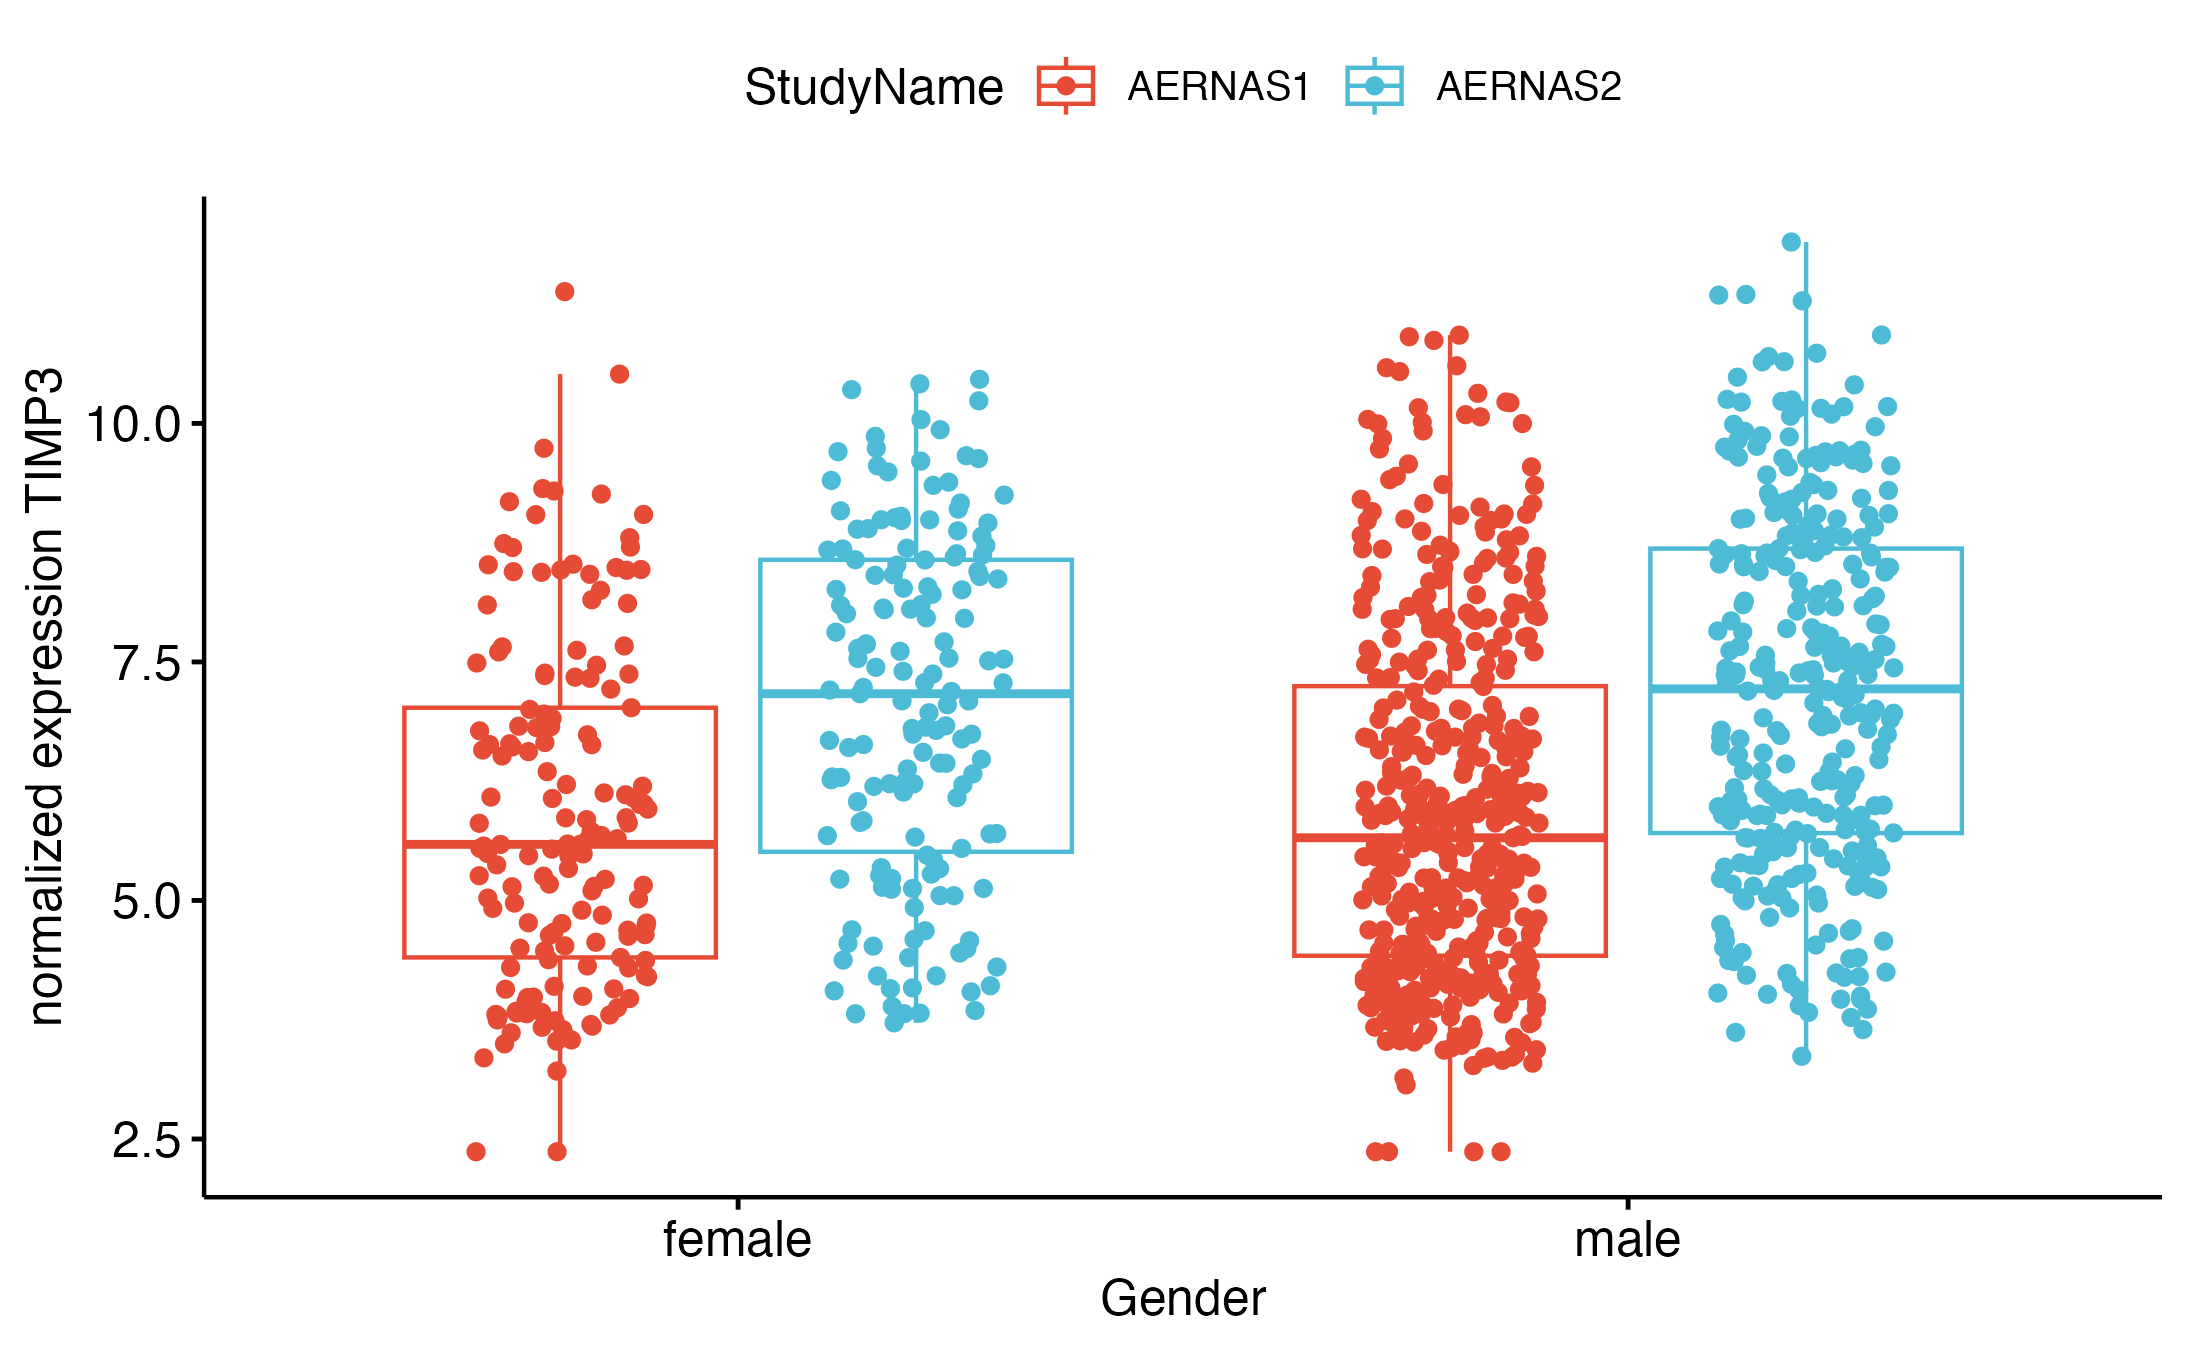 StudyName AERNAS1 AERNAS2
normalized expression TIMP3
10.0
7.5
5.0
2.5
female male
Gender